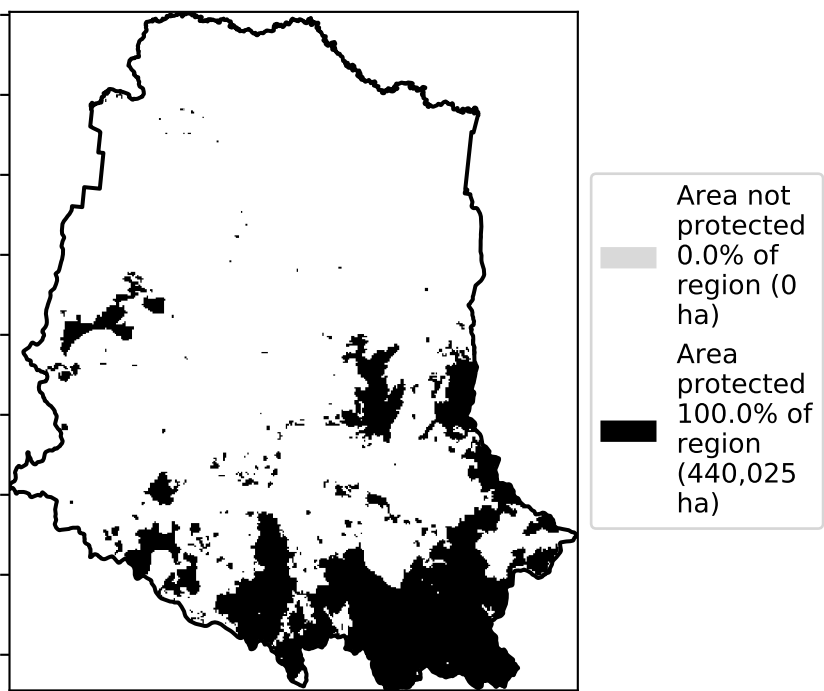 Area not
protected
0.0% of
region (0
ha)
Area
protected
100.0% of
region
(440,025
ha)